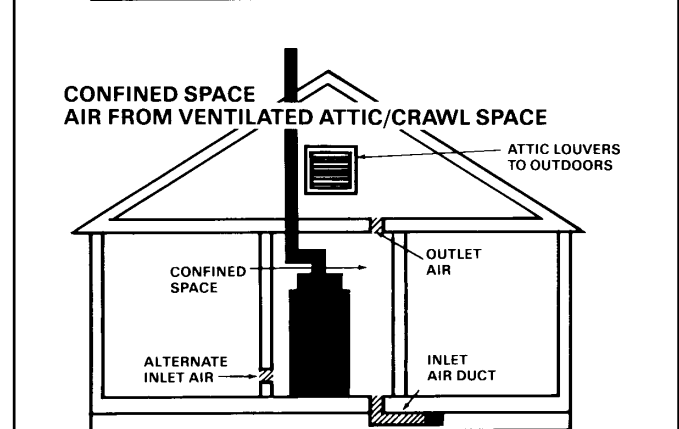 CONFINED SPACE
AIR FROM VENTILATED ATTIC/CRAWL SPACE
ATTIC LOUVERS
TO OUTDOORS
OUTLET
AIR
CONFINED
SPACE
ALTERNATE
INLET AIR
INLET
AIR DUCT